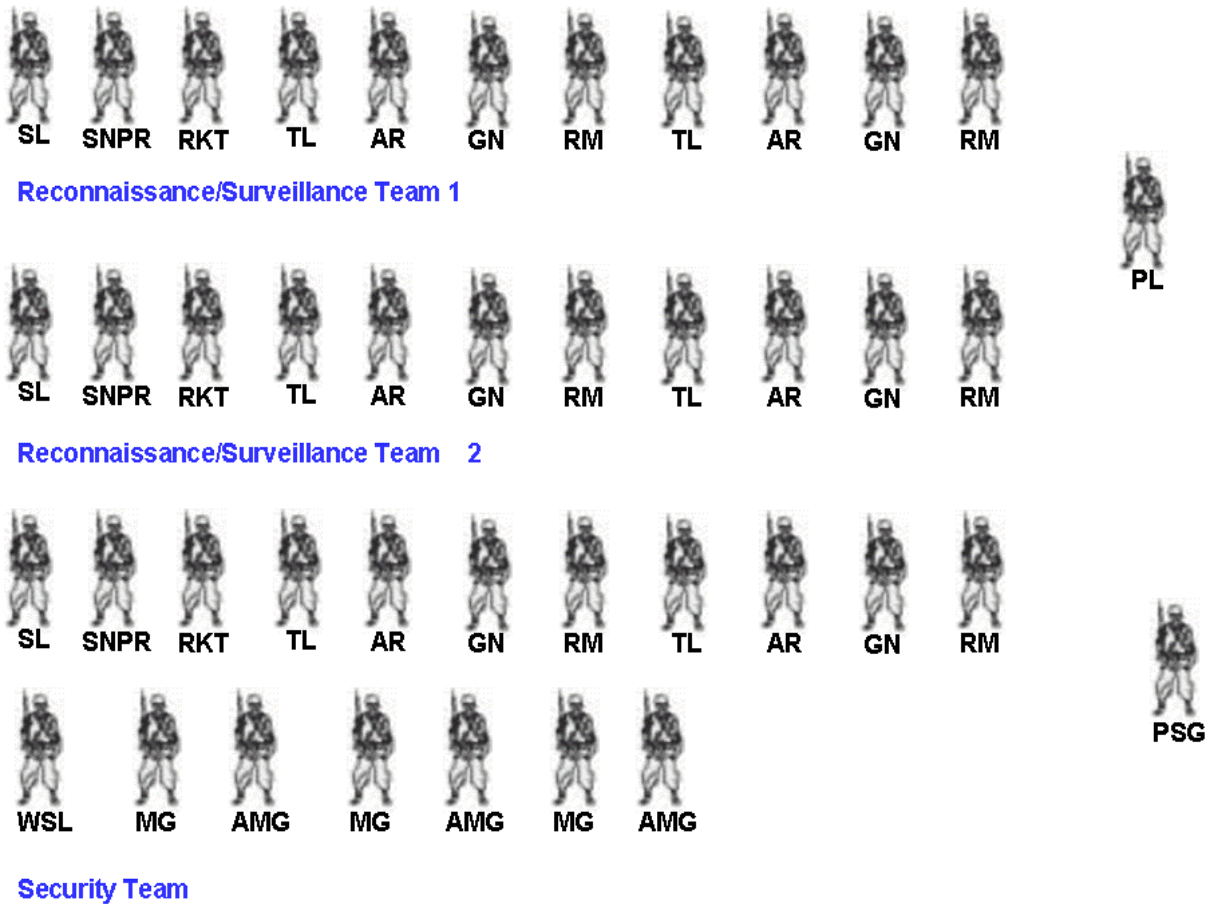 SL SNPR RKT TL AR GN RM TL AR GN RM
Reconnaissance/Surveillance Team 1
PL
SL SNPR RKT TL AR GN RM TL AR GN RM
Reconnaissance/Surveillance Team 2
SL SNPR RKT TL AR GN RM TL AR GN RM
PSG
WSL MG AMG MG AMG MG AMG
Security Team